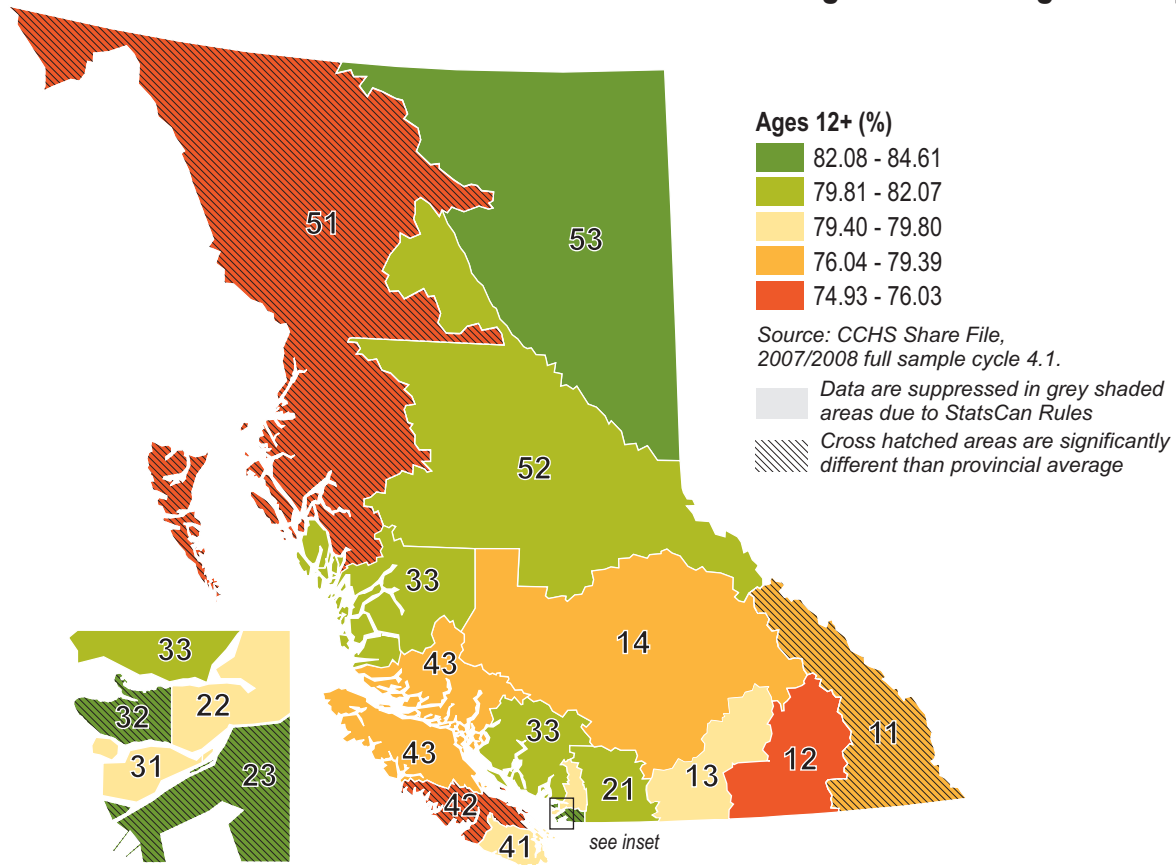 Ages 12+ (%)
82.08 - 84.61
79.81 - 82.07
79.40 - 79.80
76.04 - 79.39
74.93 - 76.03
Source: CCHS Share File,
2007/2008 full sample cycle 4.1.
Data are suppressed in grey shaded
areas due to StatsCan Rules
Cross hatched areas are significantly
different than provincial average
51
53
52
33
14
43
33
43
42
41
21
13
12
11
see inset
33
32
22
31
23